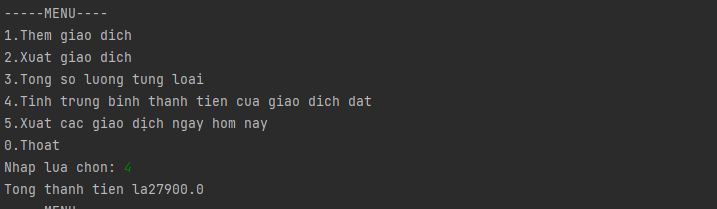 -----MENU----
1.Them giao dich
2.Xuat giao dich
3.Tong so luong tung loai
4.Tinh trung binh thanh tien cua giao dich dat
5.Xuat cac giao dịch ngay hom nay
0.Thoat
Nhap lua chon: 4
Tong thanh tien la27900.0
-----MENU----